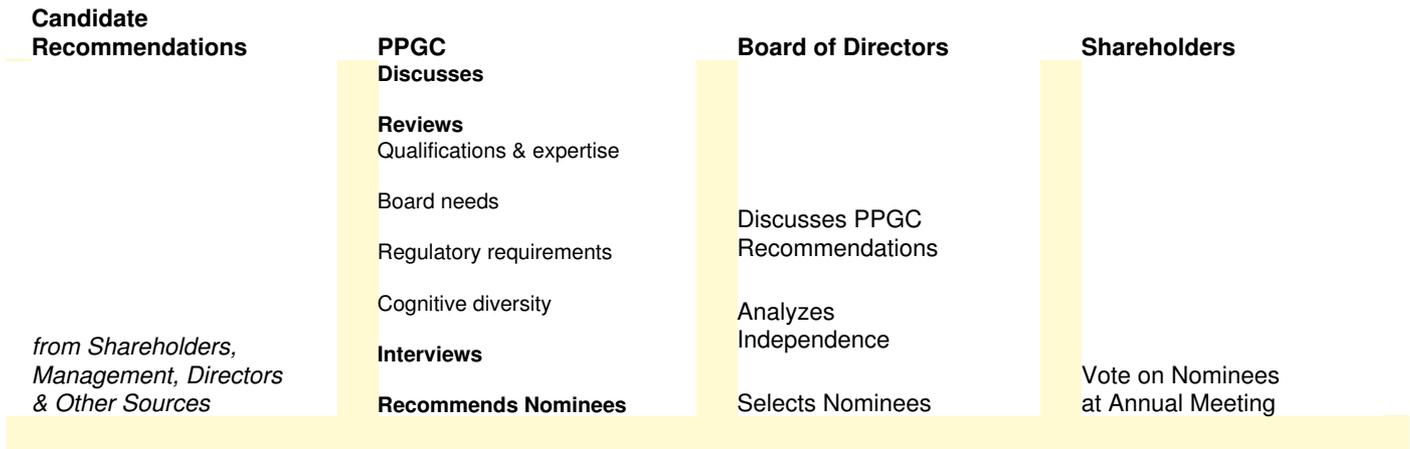 Candidate
Recommendations
from Shareholders,
Management, Directors
& Other Sources
PPGC
Discusses
Reviews
Qualifications & expertise
Board needs
Regulatory requirements
Cognitive diversity
Interviews
Recommends Nominees
Board of Directors
Discusses PPGC
Recommendations
Analyzes
Independence
Selects Nominees
Shareholders
Vote on Nominees
at Annual Meeting